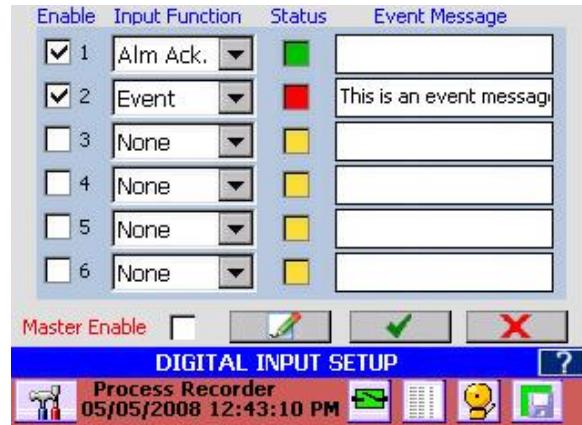 Enable Input Function Status Event Message
1 Alm Ack.
2 Event This is an event messag
3 None
4 None
5 None
6 None
Master Enable
DIGITAL INPUT SETUP ?
Process Recorder
05/05/2008 12:43:10 PM